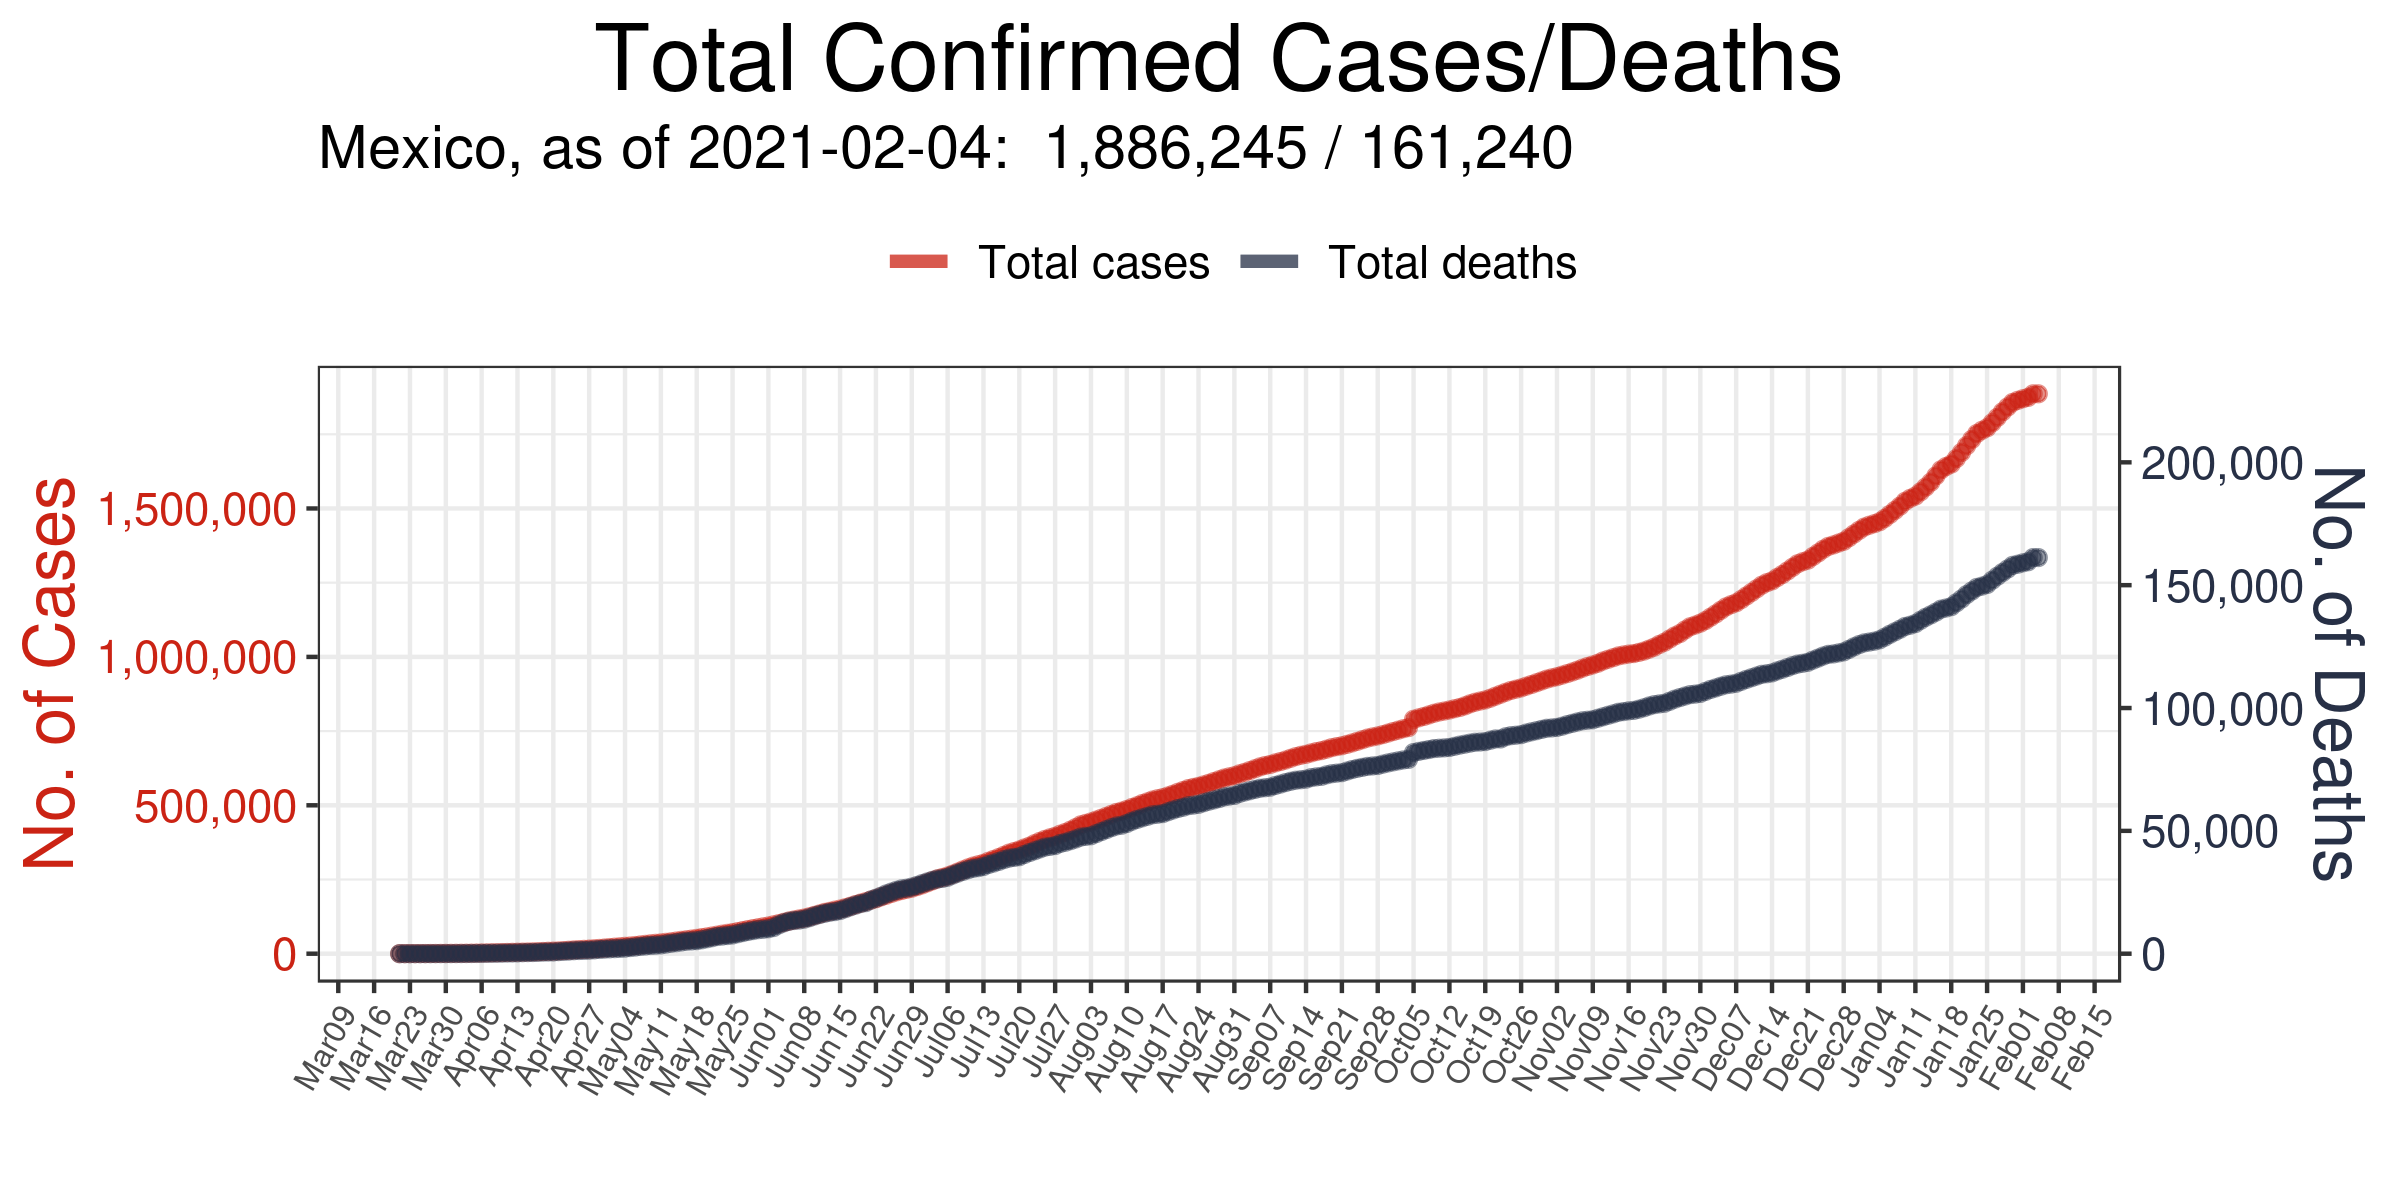 Total Confirmed Cases/Deaths
Mexico, as of 2021-02-04:  1,886,245 / 161,240
Total cases
Total deaths
No. of Cases
1,500,000
1,000,000
500,000
0
200,000
150,000
100,000
50,000
0
No. of Deaths
Mar09
Mar16
Mar23
Mar30
Apr06
Apr13
Apr20
Apr27
May04
May11
May18
May25
Jun01
Jun08
Jun15
Jun22
Jun29
Jul06
Jul13
Jul20
Jul27
Aug03
Aug10
Aug17
Aug24
Aug31
Sep07
Sep14
Sep21
Sep28
Oct05
Oct12
Oct19
Oct26
Nov02
Nov09
Nov16
Nov23
Nov30
Dec07
Dec14
Dec21
Dec28
Jan04
Jan11
Jan18
Jan25
Feb01
Feb08
Feb15